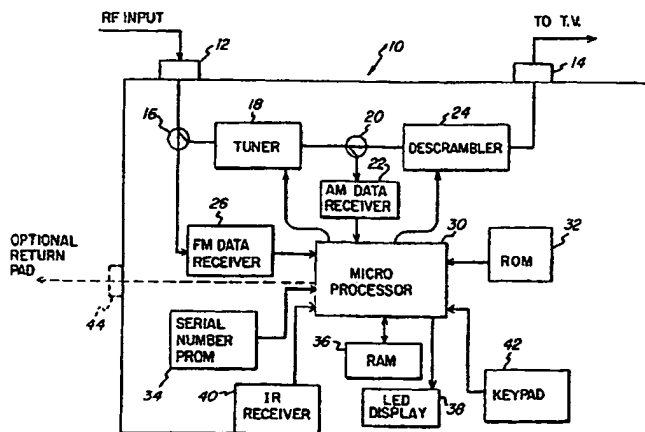 RF INPUT
TO T.V.
12
10
14
16
18
TUNER
20
24
DESCRAMBLER
22
AM DATA
RECEIVER
26
FM DATA
RECEIVER
30
MICRO
PROCESSOR
32
ROM
OPTIONAL
RETURN
PAD
44
SERIAL
NUMBER
PROM
34
36
RAM
42
KEYPAD
40
IR
RECEIVER
LED
DISPLAY
38